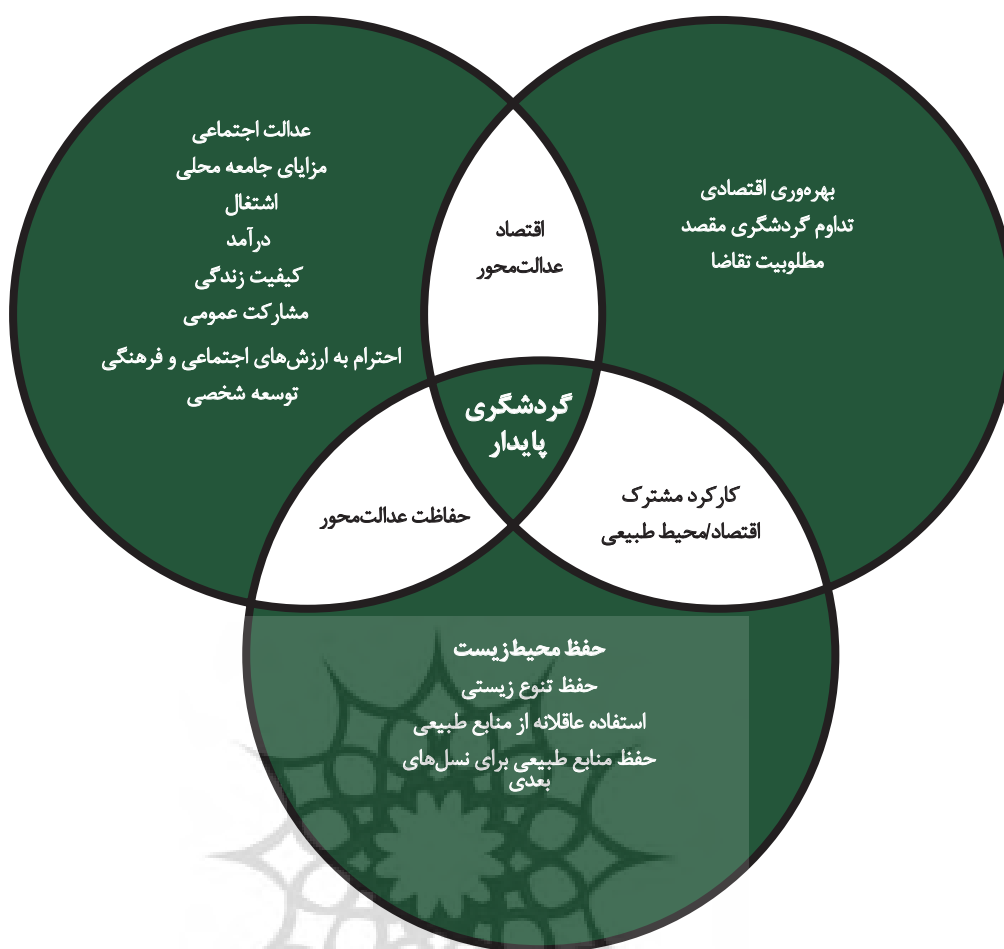 عدالت اجتماعی
مزایای جامعه محلی
اشتغال
درآمد
کیفیت زندگی
مشارکت عمومی
احترام به ارزش‌های اجتماعی و فرهنگی
توسعه شخصی
اقتصاد
عدالت‌محور
بهره‌وری اقتصادی
تداوم گردشگری مقصد
مطلوبیت تقاضا
گردشگری
پایدار
حفاظت عدالت‌محور
کارکرد مشترک
اقتصاد/محیط طبیعی
حفظ محیط‌زیست
حفظ تنوع زیستی
استفاده عاقلانه از منابع طبیعی
حفظ منابع طبیعی برای نسل‌های
بعدی